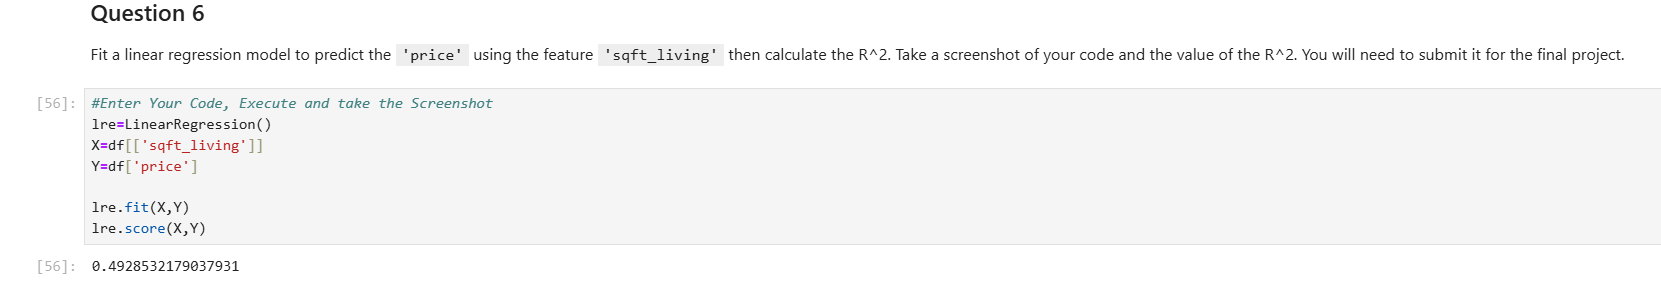 Question 6
Fit a linear regression model to predict the 'price' using the feature 'sqft_living' then calculate the R^2. Take a screenshot of your code and the value of the R^2. You will need to submit it for the final project.
[56]: #Enter Your Code, Execute and take the Screenshot
lre=LinearRegression()
X=df[['sqft_living']]
Y=df['price']
lre.fit(X,Y)
lre.score(X,Y)
[56]: 0.4928532179037931